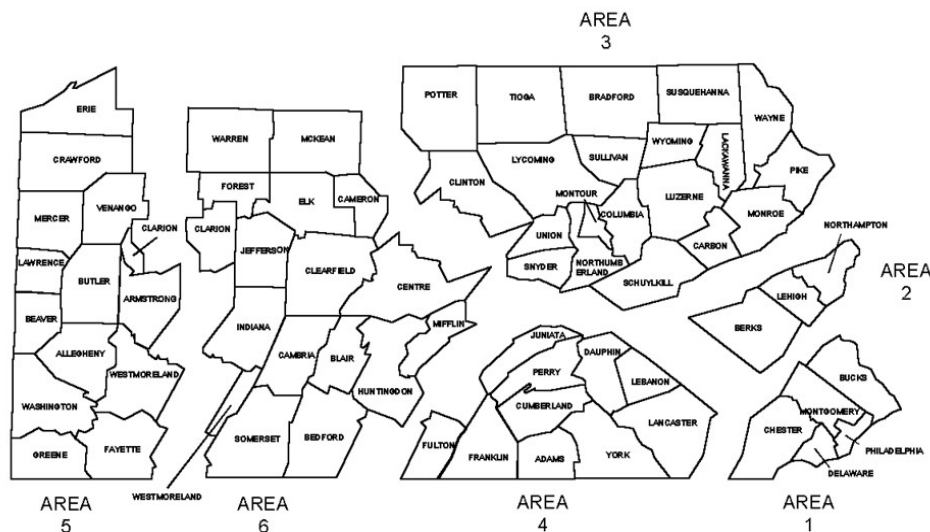 AREA
3
POTTER
TIOGA
BRADFORD
SUSQUEHANNA
WAYNE
ERIE
WARREN
MCKEAN
WYOMING
LACKAWANNA
CRAWFORD
LYCOMING
SULLIVAN
PIKE
CLINTON
FOREST
ELK
CAMERON
MONTOUR
LUZERNE
MERCER
VENANGO
COLUMBIA
MONROE
CLARION
CLARION
NORTHAMPTON
JEFFERSON
UNION
CARBON
LAWRENCE
SNYDER
NORTHUMB
ERLAND
AREA
2
CLEARFIELD
SCHUYLKILL
BUTLER
CENTRE
LEHIGH
ARMSTRONG
BEAVER
MIFFLIN
BERKS
INDIANA
JUNIATA
ALLEGHENY
CAMBRIA
BLAIR
DAUPHIN
WESTMORELAND
PERRY
LEBANON
BUCKS
HUNTINGDON
WASHINGTON
CUMBERLAND
MONTGOMERY
LANCASTER
CHESTER
SOMERSET
BEDFORD
FULTON
GREENE
FAYETTE
FRANKLIN
ADAMS
YORK
PHILADELPHIA
DELAWARE
WESTMORELAND
AREA
5
AREA
6
AREA
4
AREA
1